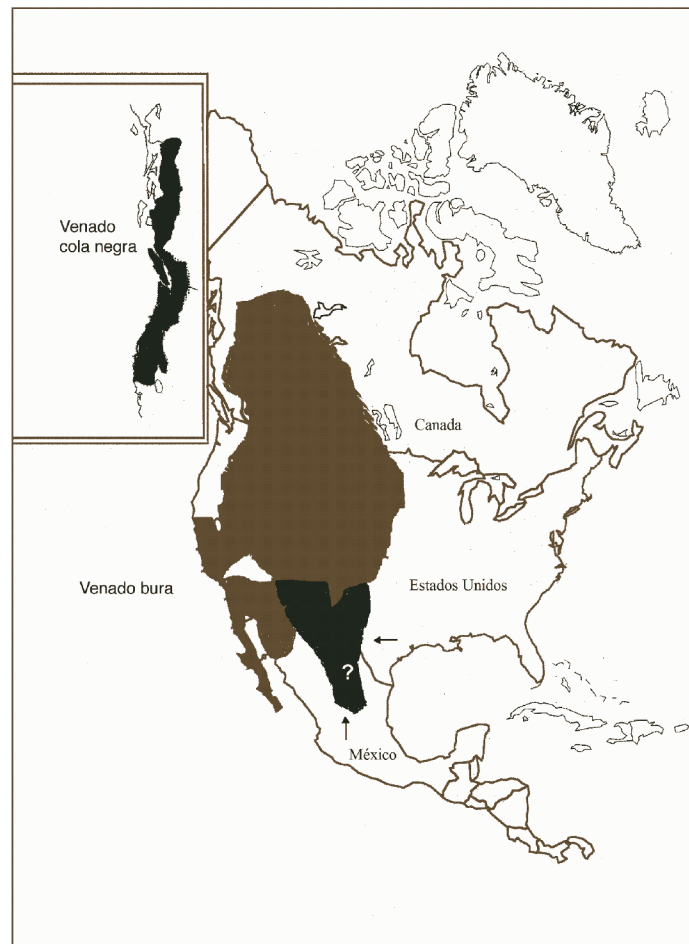 Venado
cola negra
Canada
Venado bura
Estados Unidos
?
México